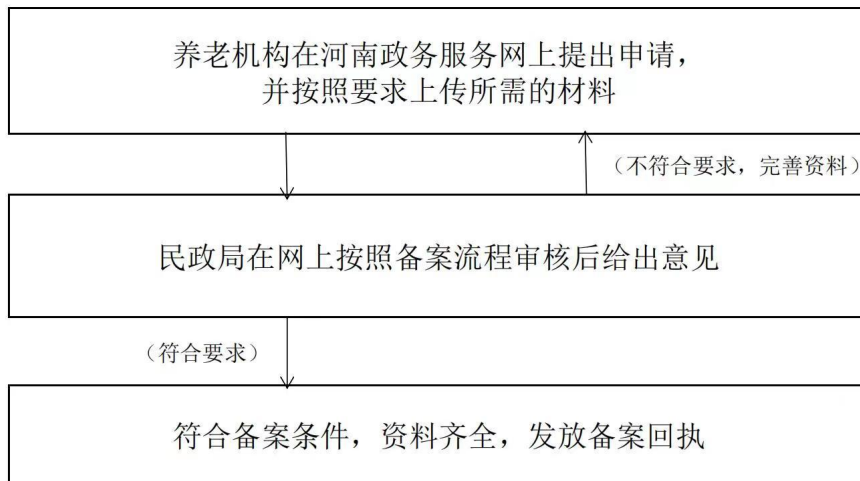 养老机构在河南政务服务网上提出申请，
并按照要求上传所需的材料
（不符合要求，完善资料）
民政局在网上按照备案流程审核后给出意见
（符合要求）
符合备案条件，资料齐全，发放备案回执